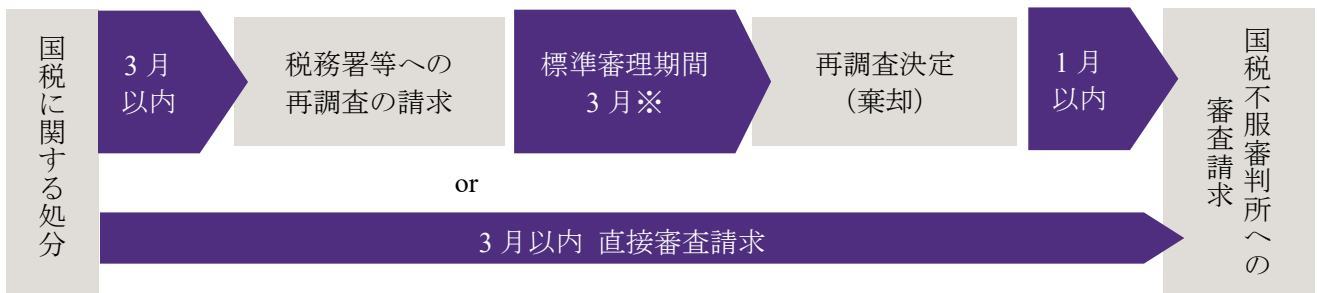 国税に関する処分
3 月
以内
税務署等への
再調査の請求
標準審理期間
3 月※
再調査決定
（棄却）
1 月
以内
国税不服審判所への
審査請求
or
3 月以内 直接審査請求